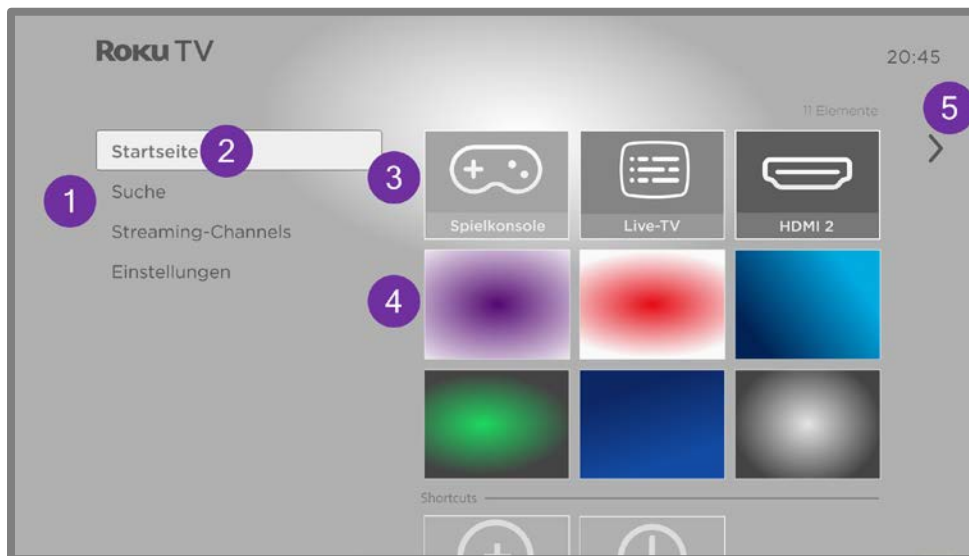 Roku TV
20:45
5
11 Elemente
Startseite 2
3
1
Suche
Spielkonsole
Live-TV
HDMI 2
Streaming-Channels
Einstellungen
4
Shortcuts